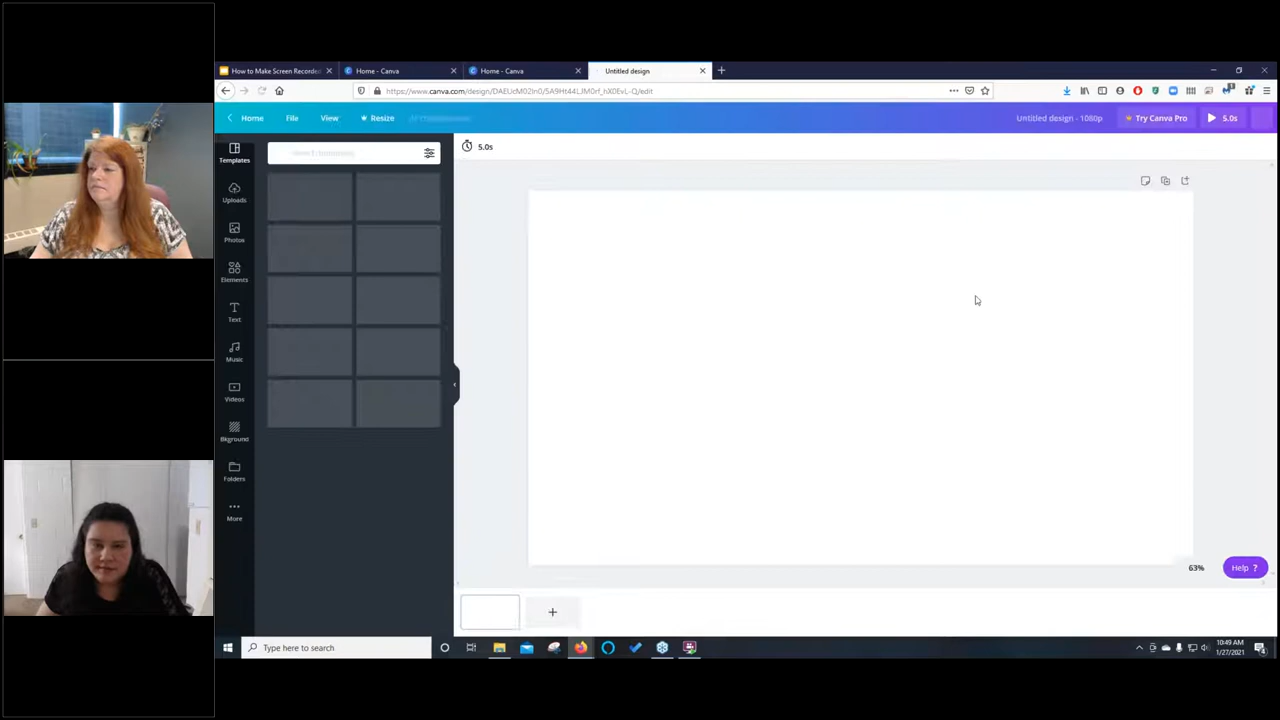 How to Make Screen Recorded
Home - Canva
Home - Canva
Untitled design
Home
File
View
Resize
Untitled design - 1080p
Try Canva Pro
5.0s
Templates
Uploads
Photos
Elements
Text
Music
Videos
Bkground
Folders
More
5.0s
63%
Help ?
Type here to search
10:49 AM
1/27/2021